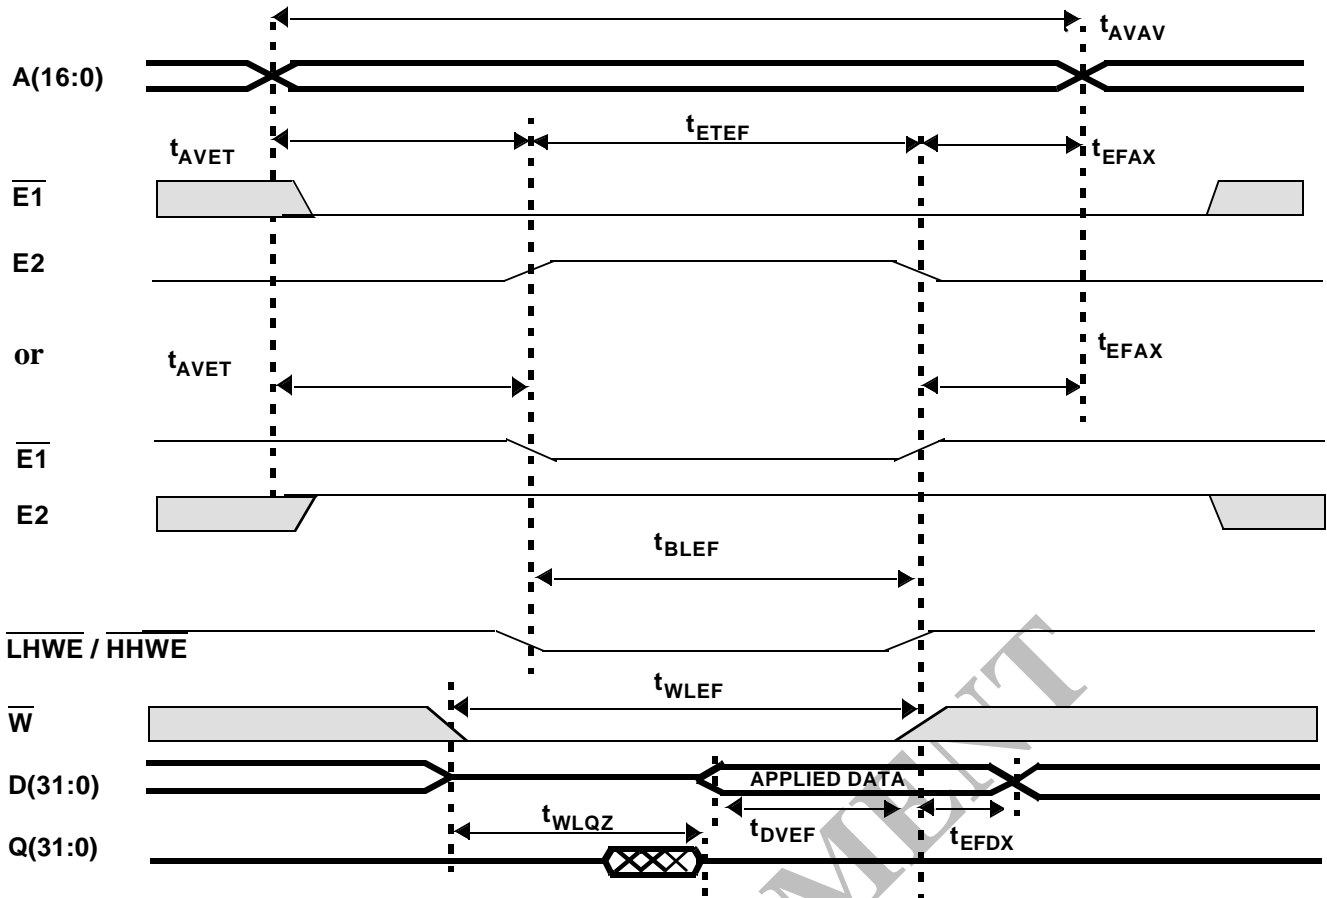 tAVAV
A(16:0)
tAVET
tETEF
tEFAX
E1
E2
or
tAVET
tEFAX
E1
E2
tBLEF
LHWE / HHWE
tWLEF
W
D(31:0)
APPLIED DATA
tWLQZ
tDVEF
tEFDX
Q(31:0)
MENT